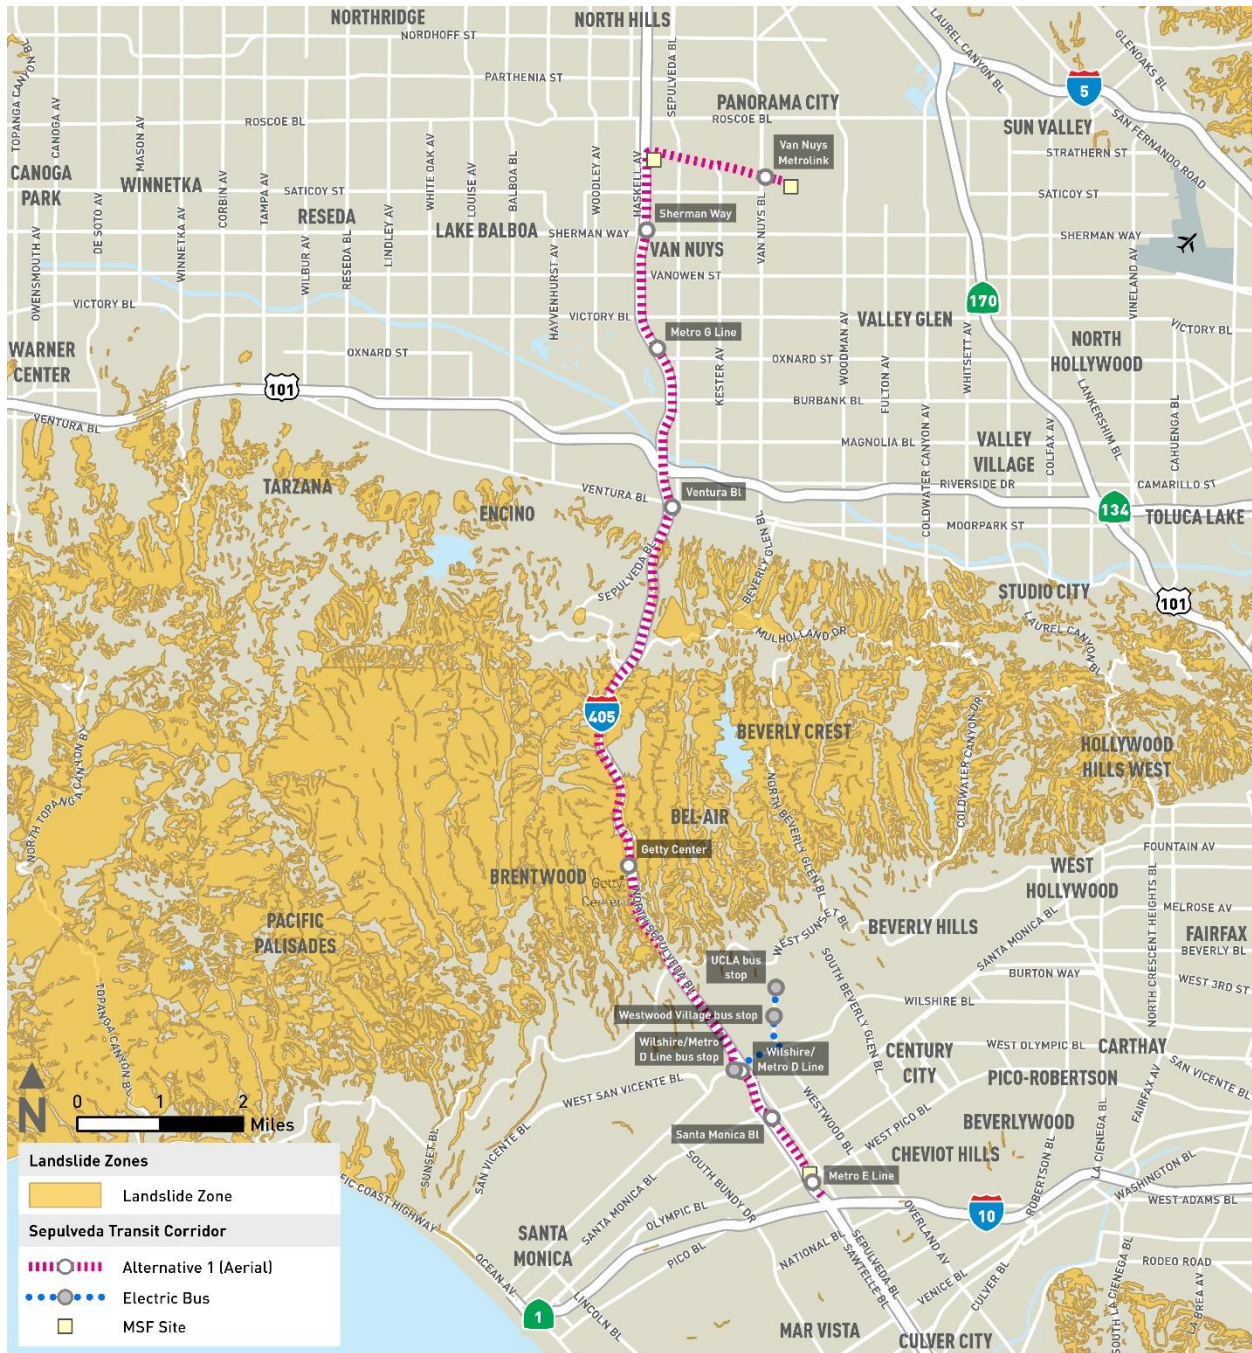 NORTHRIDGE
NORTH HILLS
NORDHOFF ST
PARTHENIA ST
ROSCOE BL
TOPANGA CANYON BL
CANOGA AV
MASON AV
CANOGA
PARK
WINNETKA
CORBIN AV
TAMPA AV
SATICOY ST
RESEDA
WHITE OAK AV
LOUISE AV
BALBOA BL
WOODLEY AV
HASKELL AV
SEPULVEDA BL
PANORAMA CITY
ROSCOE BL
Van Nuys
Metrolink
LAUREL CANYON BL
GLENOAKS BL
5
SUN VALLEY
SAN FERNANDO ROAD
STRATHERN ST
SATICOY ST
SHERMAN WAY
DE SOTO AV
WINNETKA AV
WILBUR AV
RESEDA BL
LINDLEY AV
LAKE BALBOA
SHERMAN WAY
Sherman Way
VAN NUYS
VAN NUYS BL
VANOWEN ST
OWENSMOUTH AV
HAYVENHURST AV
VICTORY BL
VICTORY BL
OXNARD ST
WARNER
CENTER
Metro G Line
KESTER AV
WOODMAN AV
VALLEY GLEN
170
VINELAND AV
VICTORY BL
NORTH
HOLLYWOOD
OXNARD ST
FULTON AV
WHITSETT AV
LANKERSHIM BL
BURBANK BL
101
VENTURA BL
MAGNOLIA BL
COLDWATER CANYON AV
VALLEY
VILLAGE
COLFAX AV
CAHUENGA BL
RIVERSIDE DR
CAMARILLO ST
134
TOLUCA LAKE
MOORPARK ST
TARZANA
ENCINO
VENTURA BL
Ventura Bl
SEPULVEDA BL
BEVERLY GLEN BL
STUDIO CITY
101
MULHOLLAND DR
LAUREL CANYON BL
405
BEVERLY CREST
COLDWATER CANYON DR
HOLLYWOOD
HILLS WEST
NORTH TOPANGA CANYON BL
BEL-AIR
NORTH BEVERLY GLEN BL
Getty Center
BRENTWOOD
Getty
Center
FOUNTAIN AV
WEST
HOLLYWOOD
NORTH CRESCENT HEIGHTS BL
MELROSE AV
PACIFIC
PALISADES
NORTH SEPULVEDA BL
WEST SUNSET BL
BEVERLY HILLS
SANTA MONICA BL
FAIRFAX
BEVERLY BL
UCLA bus
stop
SOUTH BEVERLY GLEN BL
BURTON WAY
WEST 3RD ST
WILSHIRE BL
TOPANGA CANYON BL
Westwood Village bus stop
Wilshire/Metro
D Line bus stop
Wilshire/
Metro D Line
CENTURY
CITY
WEST OLYMPIC BL
CARTHAY
PICO-ROBERTSON
SAN VICENTE BL
WEST SAN VICENTE BL
WESTWOOD BL
WEST PICO BL
BEVERLYWOOD
FAIRFAX AV
Santa Monica Bl
CHEVIOT HILLS
LA CIENEGA BL
N
0 1 2
Miles
SUNSET BL
SAN VICENTE BL
SANTA MONICA BL
SOUTH BUNDY DR
Metro E Line
ROBERTSON BL
WASHINGTON BL
WEST ADAMS BL
Landslide Zones
Landslide Zone
FIC COAST HIGHWAY
OLYMPIC BL
10
OVERLAND AV
Sepulveda Transit Corridor
SANTA
MONICA
PICO BL
NATIONAL BL
SEPULVEDA BL
SAWTELLE BL
VENICE BL
CULVER BL
RODEO ROAD
Alternative 1 (Aerial)
OCEAN AV
Electric Bus
LINCOLN BL
1
MSF Site
MAR VISTA
CULVER CITY
SOUTH LA CIENEGA BL
LA BREA AV